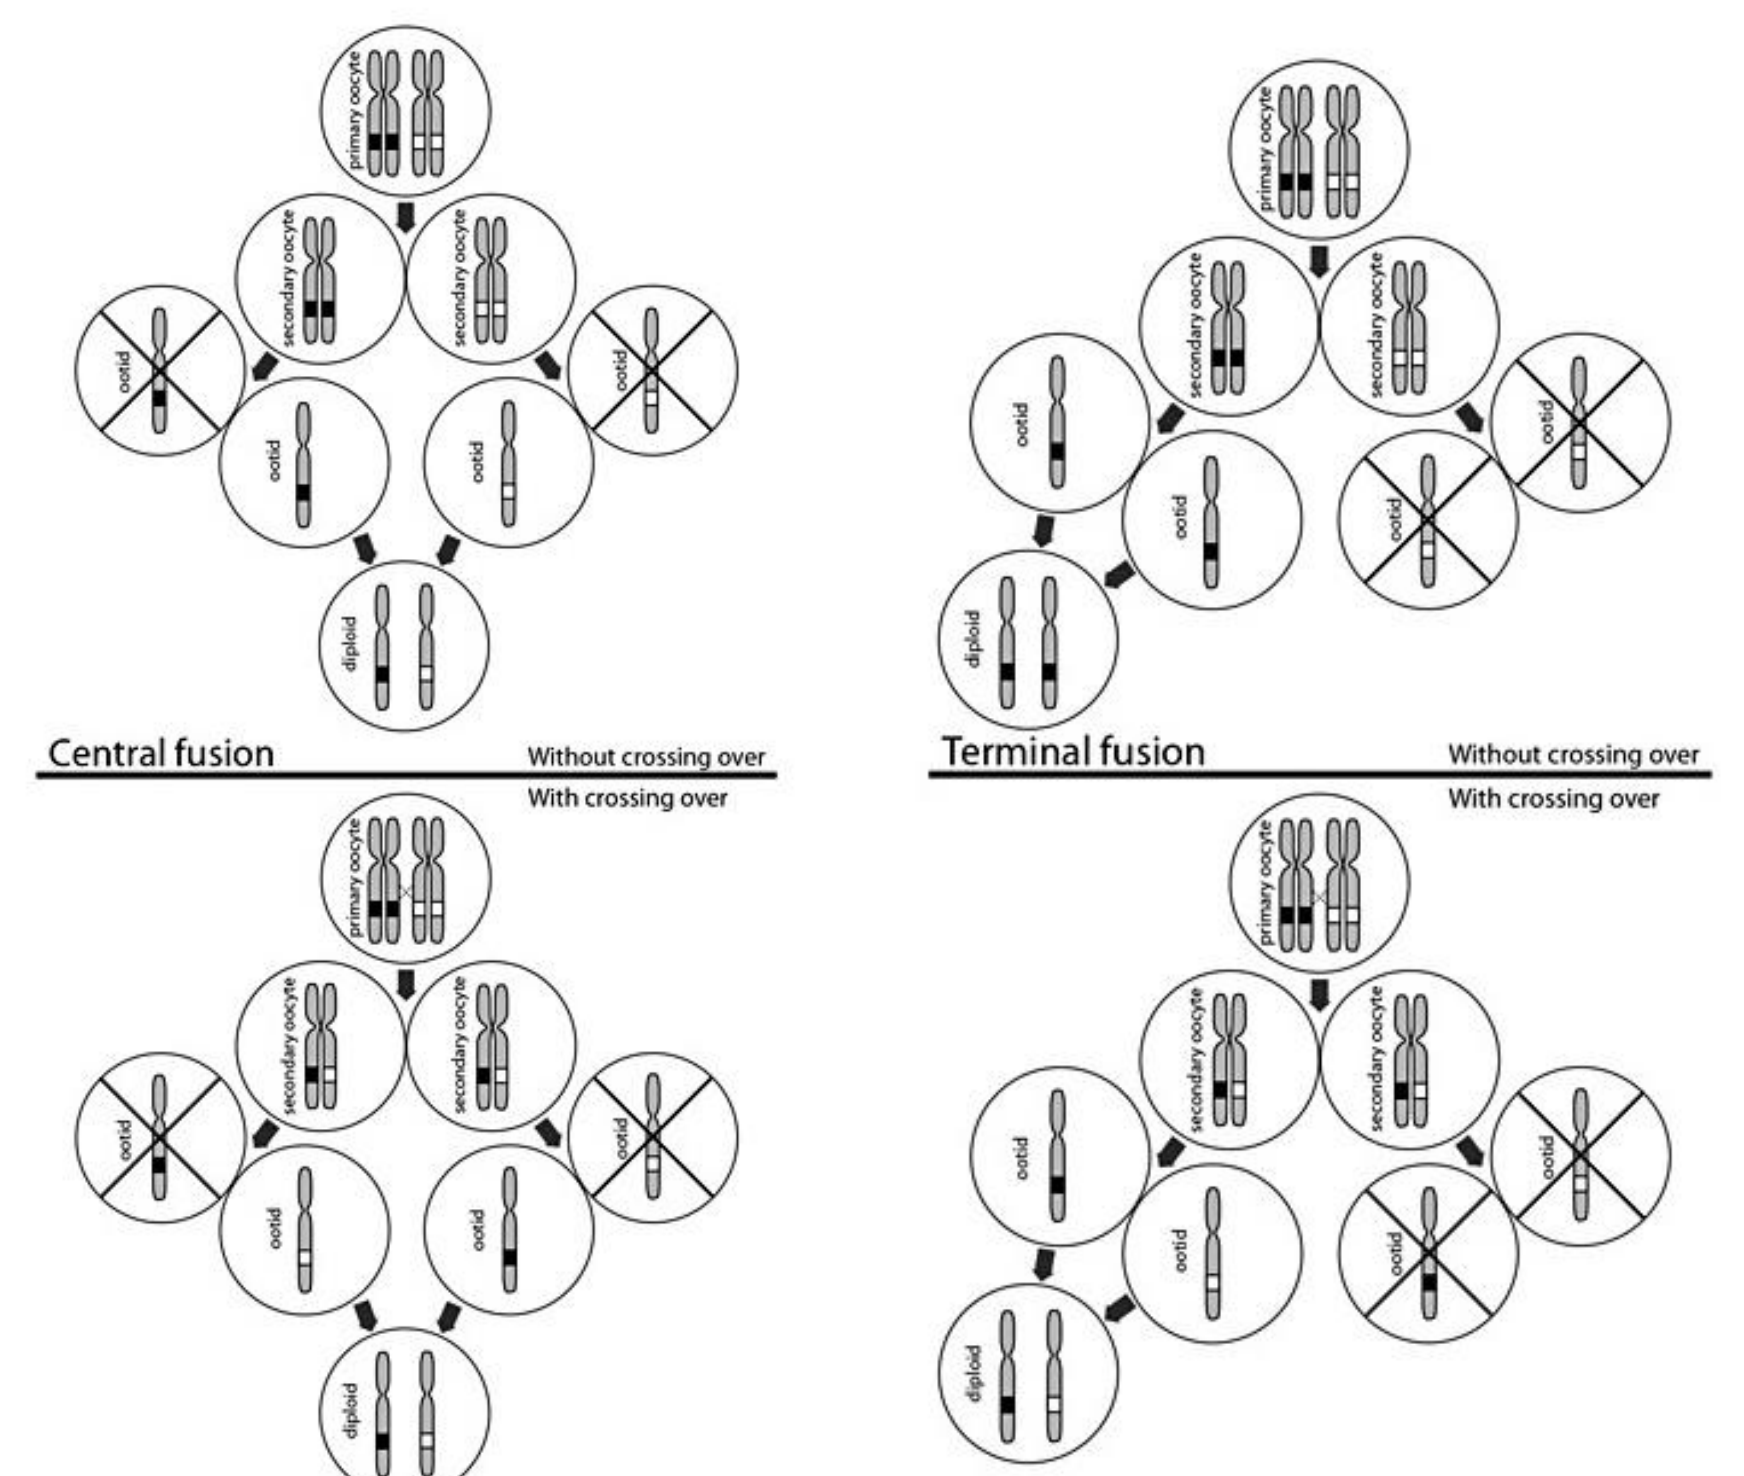 primary oocyte
secondary oocyte
secondary oocyte
ootid
ootid
ootid
ootid
diploid
Central fusion
Without crossing over
With crossing over
primary oocyte
secondary oocyte
secondary oocyte
ootid
ootid
ootid
ootid
diploid
primary oocyte
secondary oocyte
secondary oocyte
ootid
ootid
ootid
ootid
diploid
Terminal fusion
Without crossing over
With crossing over
primary oocyte
secondary oocyte
secondary oocyte
ootid
ootid
ootid
ootid
diploid